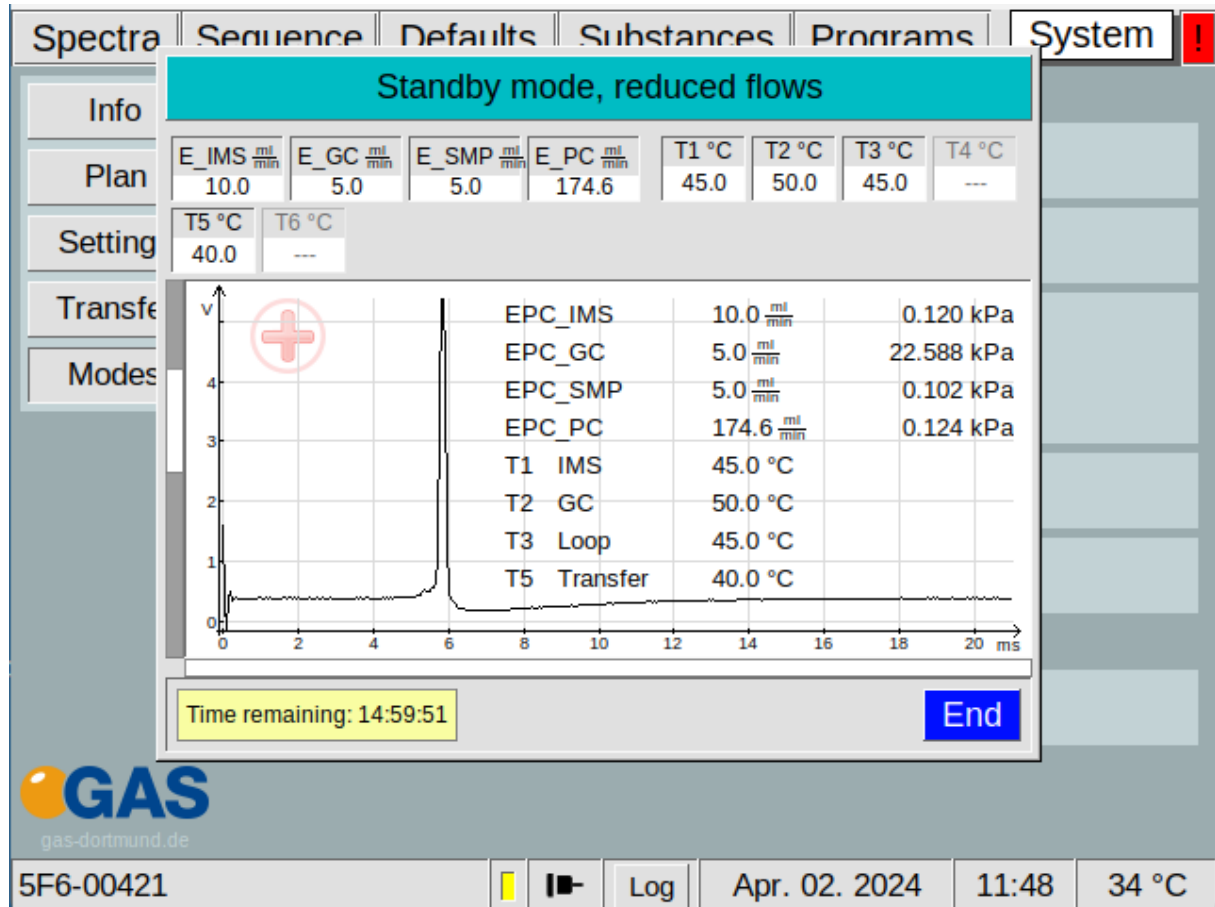 Spectra Sequence Defaults Substances Programs System !
Standby mode, reduced flows
Info
Plan
Setting
Transfe
Modes
E_IMS ml/min E_GC ml/min E_SMP ml/min E_PC ml/min T1 °C T2 °C T3 °C T4 °C
10.0 5.0 5.0 174.6 45.0 50.0 45.0 ---
T5 °C T6 °C
40.0 ---
V
4
3
2
1
0
EPC_IMS 10.0 ml/min 0.120 kPa
EPC_GC 5.0 ml/min 22.588 kPa
EPC_SMP 5.0 ml/min 0.102 kPa
EPC_PC 174.6 ml/min 0.124 kPa
T1 IMS 45.0 °C
T2 GC 50.0 °C
T3 Loop 45.0 °C
T5 Transfer 40.0 °C
0 2 4 6 8 10 12 14 16 18 20 ms
Time remaining: 14:59:51 End
GAS
gas-dortmund.de
5F6-00421 Log Apr. 02. 2024 11:48 34 °C